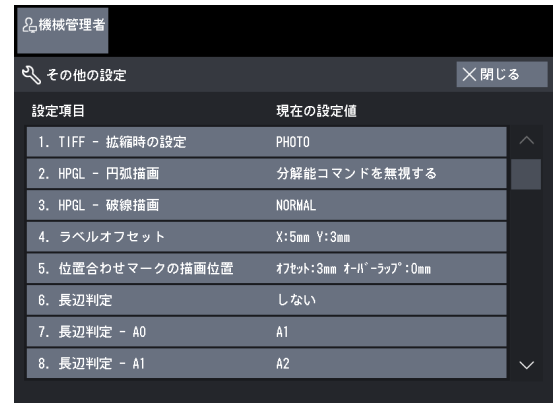 機械管理者
その他の設定
閉じる
設定項目 現在の設定値
1. TIFF - 拡縮時の設定 PHOTO
2. HPGL - 円弧描画 分解能コマンドを無視する
3. HPGL - 破線描画 NORMAL
4. ラベルオフセット X:5mm Y:3mm
5. 位置合わせマークの描画位置 ｵﾌｾｯﾄ:3mm ｵｰﾊﾞｰﾗｯﾌﾟ:0mm
6. 長辺判定 しない
7. 長辺判定 - A0 A1
8. 長辺判定 - A1 A2